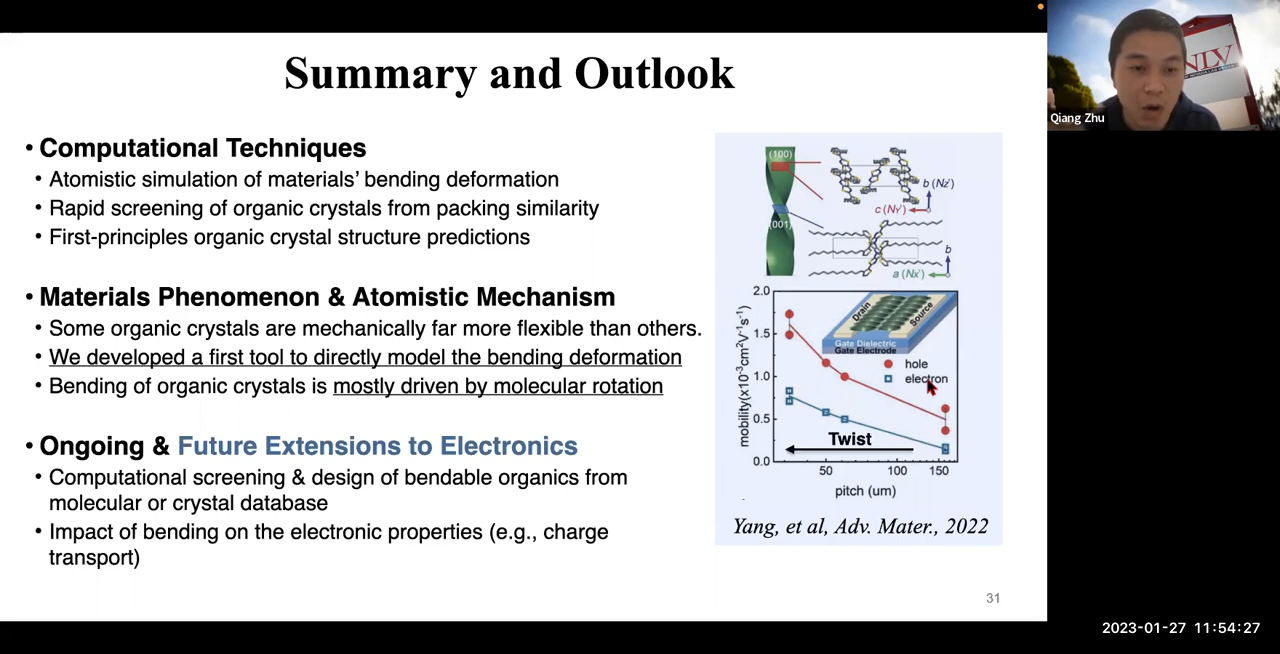 Summary and Outlook
• Computational Techniques
• Atomistic simulation of materials’ bending deformation
• Rapid screening of organic crystals from packing similarity
• First-principles organic crystal structure predictions
• Materials Phenomenon & Atomistic Mechanism
• Some organic crystals are mechanically far more flexible than others.
• We developed a first tool to directly model the bending deformation
• Bending of organic crystals is mostly driven by molecular rotation
• Ongoing & Future Extensions to Electronics
• Computational screening & design of bendable organics from
molecular or crystal database
• Impact of bending on the electronic properties (e.g., charge
transport)
(100)
b (Nz')
c (NY')
(001)
b
a (Nx')
2.0
1.5
1.0
0.5
0.0
mobility(x10⁻³cm²V⁻¹s⁻¹)
Drain
Source
Gate Dielectric
Gate Electrode
hole
electron
Twist
50
100
150
pitch (um)
Yang, et al, Adv. Mater., 2022
31
NLV
Qiang Zhu
2023-01-27 11:54:27